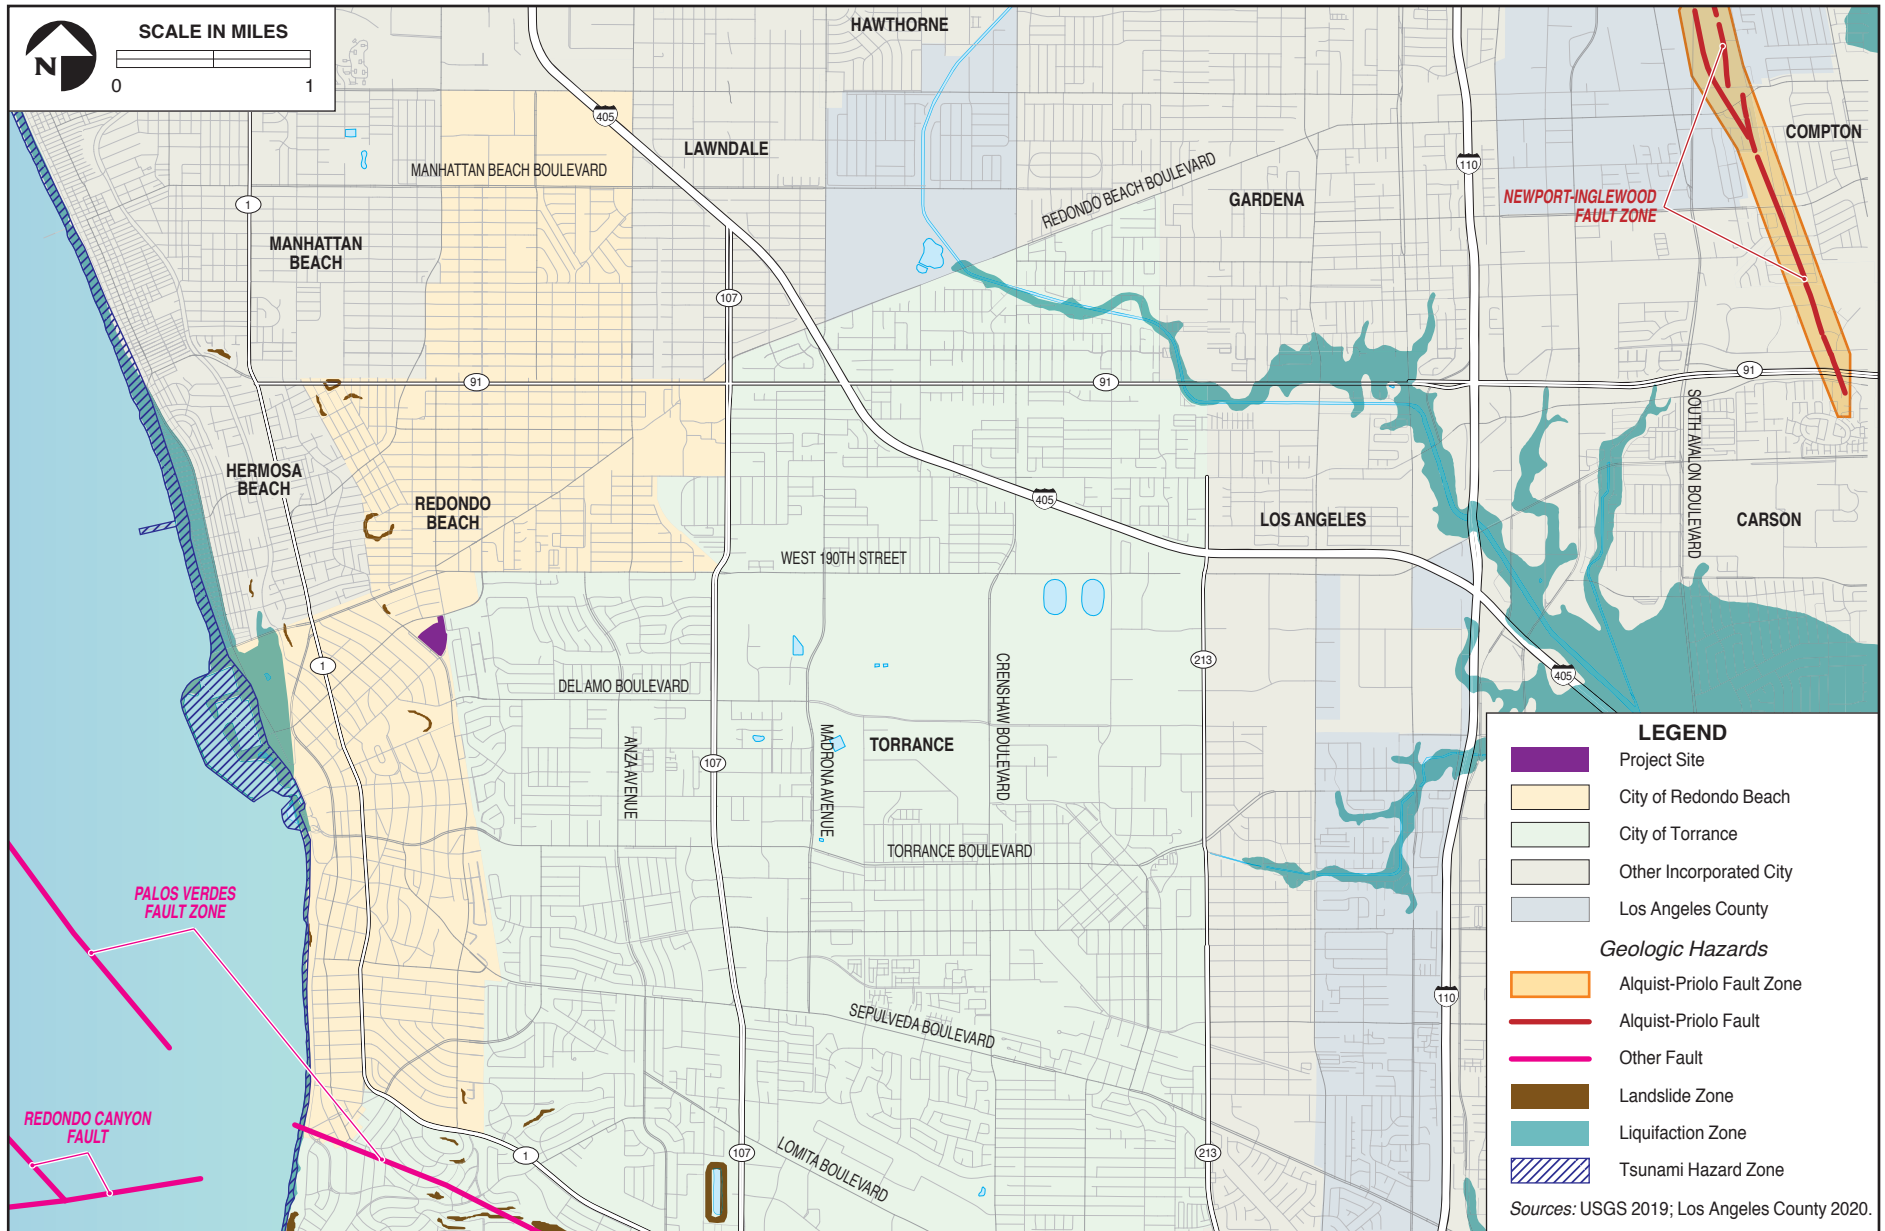 SCALE IN MILES
N
0 1
HAWTHORNE
405
LAWNDALE
MANHATTAN BEACH BOULEVARD
COMPTON
110
REDONDO BEACH BOULEVARD
GARDENA
NEWPORT-INGLEWOOD
FAULT ZONE
1
MANHATTAN
BEACH
107
91
91
91
SOUTH AVALON BOULEVARD
HERMOSA
BEACH
REDONDO
BEACH
405
LOS ANGELES
CARSON
WEST 190TH STREET
1
213
CRENSHAW BOULEVARD
405
DEL AMO BOULEVARD
ANZA AVENUE
107
MADRONA AVENUE
TORRANCE
TORRANCE BOULEVARD
PALOS VERDES
FAULT ZONE
SEPULVEDA BOULEVARD
110
REDONDO CANYON
FAULT
1
107
LOMITA BOULEVARD
213
LEGEND
Project Site
City of Redondo Beach
City of Torrance
Other Incorporated City
Los Angeles County
Geologic Hazards
Alquist-Priolo Fault Zone
Alquist-Priolo Fault
Other Fault
Landslide Zone
Liquifaction Zone
Tsunami Hazard Zone
Sources: USGS 2019; Los Angeles County 2020.